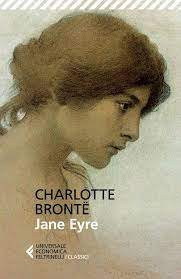 CHARLOTTE
BRONTË
Jane Eyre
UNIVERSALE
ECONOMICA
FELTRINELLI/CLASSICI